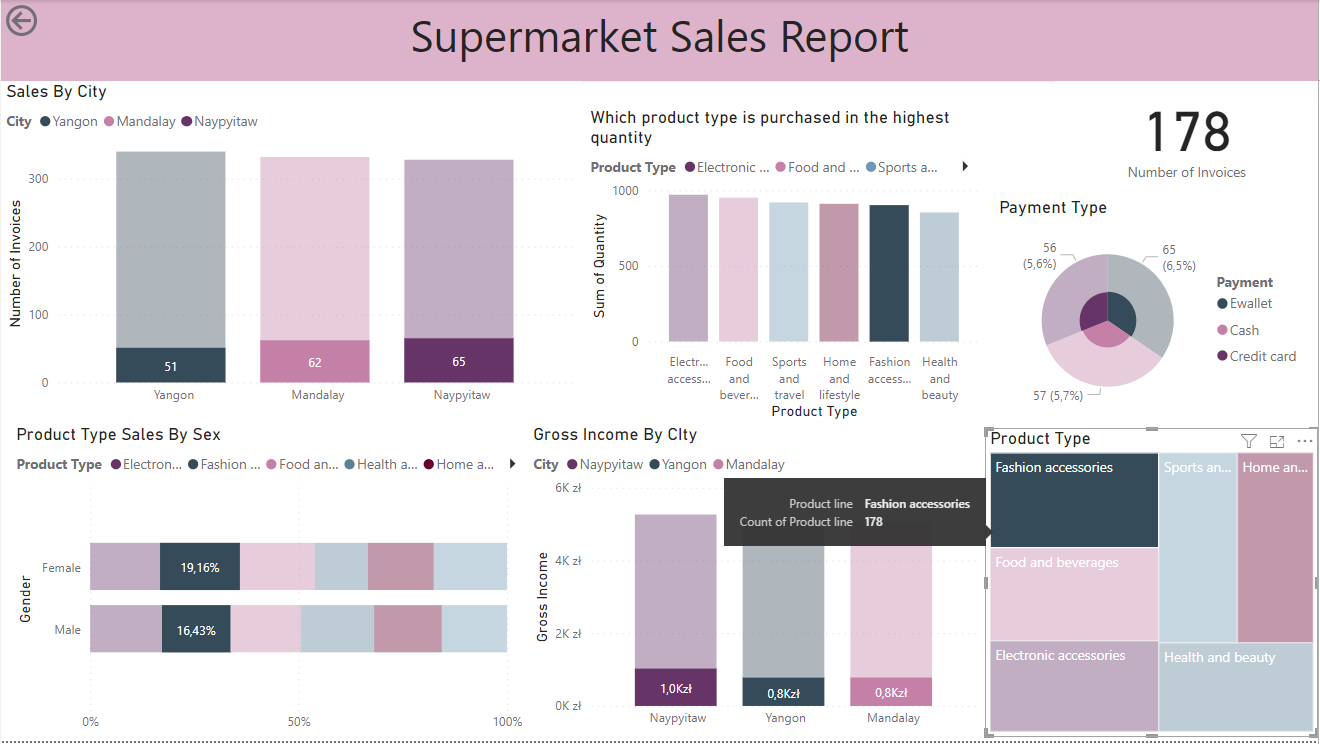 Supermarket Sales Report
Sales By City
City Yangon Mandalay Naypyitaw
Number of Invoices
300
200
100
0
51
62
65
Yangon
Mandalay
Naypyitaw
Which product type is purchased in the highest
quantity
Product Type Electronic ... Food and ... Sports a...
Sum of Quantity
1000
500
0
Electr...
access...
Food
and
bever...
Sports
and
travel
Home
and
lifestyle
Fashion
access...
Health
and
beauty
Product Type
178
Number of Invoices
Payment Type
56
(5,6%)
65
(6,5%)
57 (5,7%)
Payment
Ewallet
Cash
Credit card
Product Type Sales By Sex
Product Type Electron... Fashion ... Food an... Health a... Home a...
Gender
Female
19,16%
Male
16,43%
0%
50%
100%
Gross Income By CIty
City Naypyitaw Yangon Mandalay
Gross Income
6K zł
4K zł
2K zł
0K zł
1,0Kzł
0,8Kzł
0,8Kzł
Naypyitaw
Yangon
Mandalay
Product line Fashion accessories
Count of Product line 178
Product Type
Fashion accessories
Sports an...
Home an...
Food and beverages
Electronic accessories
Health and beauty